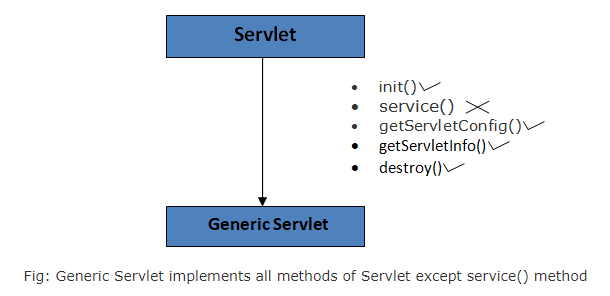 Servlet
• init()✓
• service() ✗
• getServletConfig()✓
• getServletInfo()✓
• destroy()✓
Generic Servlet
Fig: Generic Servlet implements all methods of Servlet except service() method